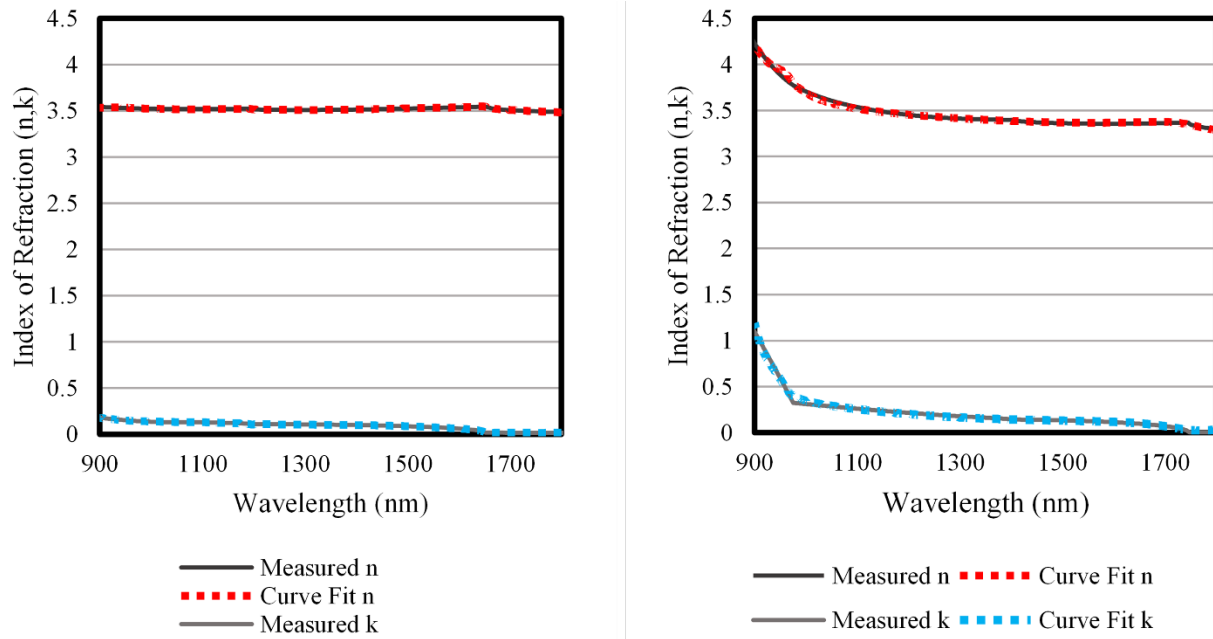 Index of Refraction (n,k)
4.5
4
3.5
3
2.5
2
1.5
1
0.5
0
900
1100
1300
1500
1700
Wavelength (nm)
Measured n
Curve Fit n
Measured k
Index of Refraction (n,k)
4.5
4
3.5
3
2.5
2
1.5
1
0.5
0
900
1100
1300
1500
1700
Wavelength (nm)
Measured n
Curve Fit n
Measured k
Curve Fit k